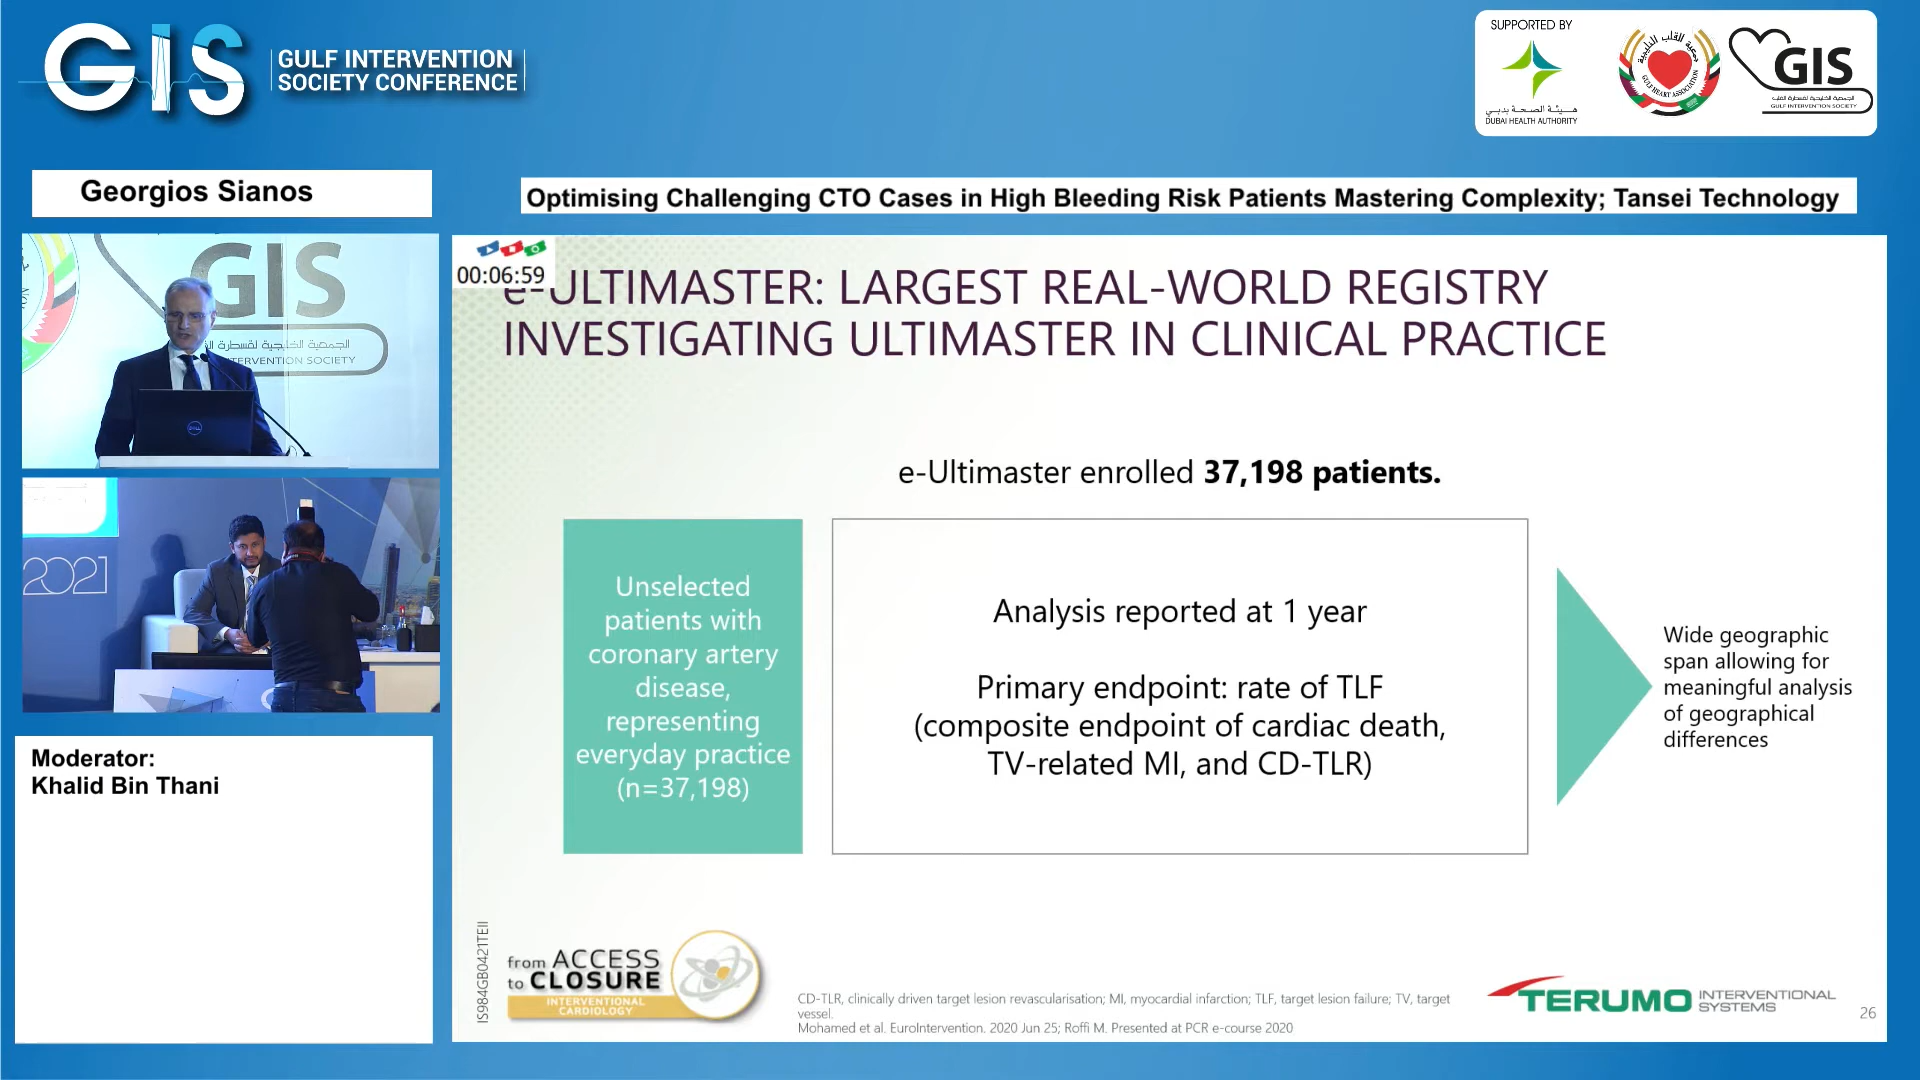 GIS
GULF INTERVENTION
SOCIETY CONFERENCE
SUPPORTED BY
هيئة الصحة بدبي
DUBAI HEALTH AUTHORITY
GULF HEART ASSOCIATION
GIS
الجمعية الخليجية لقسطرة القلب
GULF INTERVENTION SOCIETY
Georgios Sianos
Optimising Challenging CTO Cases in High Bleeding Risk Patients Mastering Complexity; Tansei Technology
GIS
TERVENTION SOCIETY
DELL
2021
Moderator:
Khalid Bin Thani
00:06:59
e-ULTIMASTER: LARGEST REAL-WORLD REGISTRY
INVESTIGATING ULTIMASTER IN CLINICAL PRACTICE
e-Ultimaster enrolled 37,198 patients.
Unselected
patients with
coronary artery
disease,
representing
everyday practice
(n=37,198)
Analysis reported at 1 year
Primary endpoint: rate of TLF
(composite endpoint of cardiac death,
TV-related MI, and CD-TLR)
Wide geographic
span allowing for
meaningful analysis
of geographical
differences
IS984GB0421TEII
from ACCESS
to CLOSURE
INTERVENTIONAL
CARDIOLOGY
CD-TLR, clinically driven target lesion revascularisation; MI, myocardial infarction; TLF, target lesion failure; TV, target
vessel.
Mohamed et al. EuroIntervention. 2020 Jun 25; Roffi M. Presented at PCR e-course 2020
TERUMO INTERVENTIONAL
SYSTEMS
26